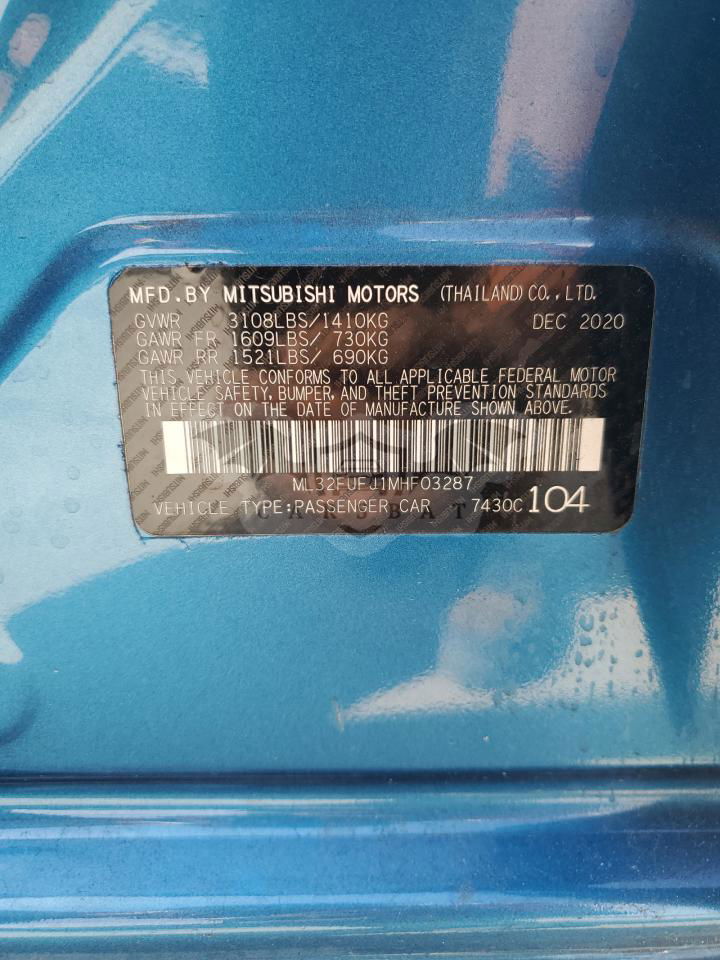 MFD.BY MITSUBISHI MOTORS (THAILAND)CO.,LTD.
GVWR 3108LBS/1410KG DEC 2020
GAWR FR 1609LBS/ 730KG
GAWR RR 1521LBS/ 690KG
THIS VEHICLE CONFORMS TO ALL APPLICABLE FEDERAL MOTOR
VEHICLE SAFETY, BUMPER, AND THEFT PREVENTION STANDARDS
IN EFFECT ON THE DATE OF MANUFACTURE SHOWN ABOVE.
ML32FUFJ1MHF03287
VEHICLE TYPE:PASSENGER CAR 7430C 104